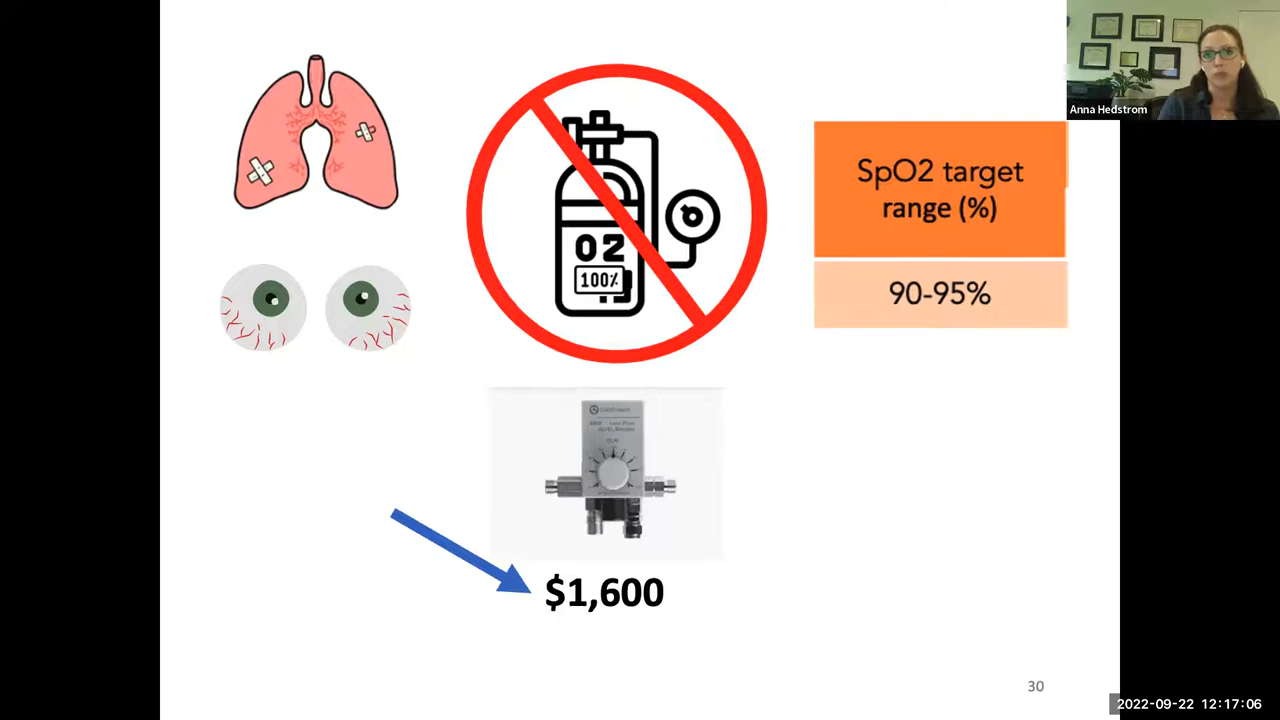 Anna Hedstrom
SpO2 target
range (%)
90-95%
O2
100%
$1,600
30
2022-09-22 12:17:06